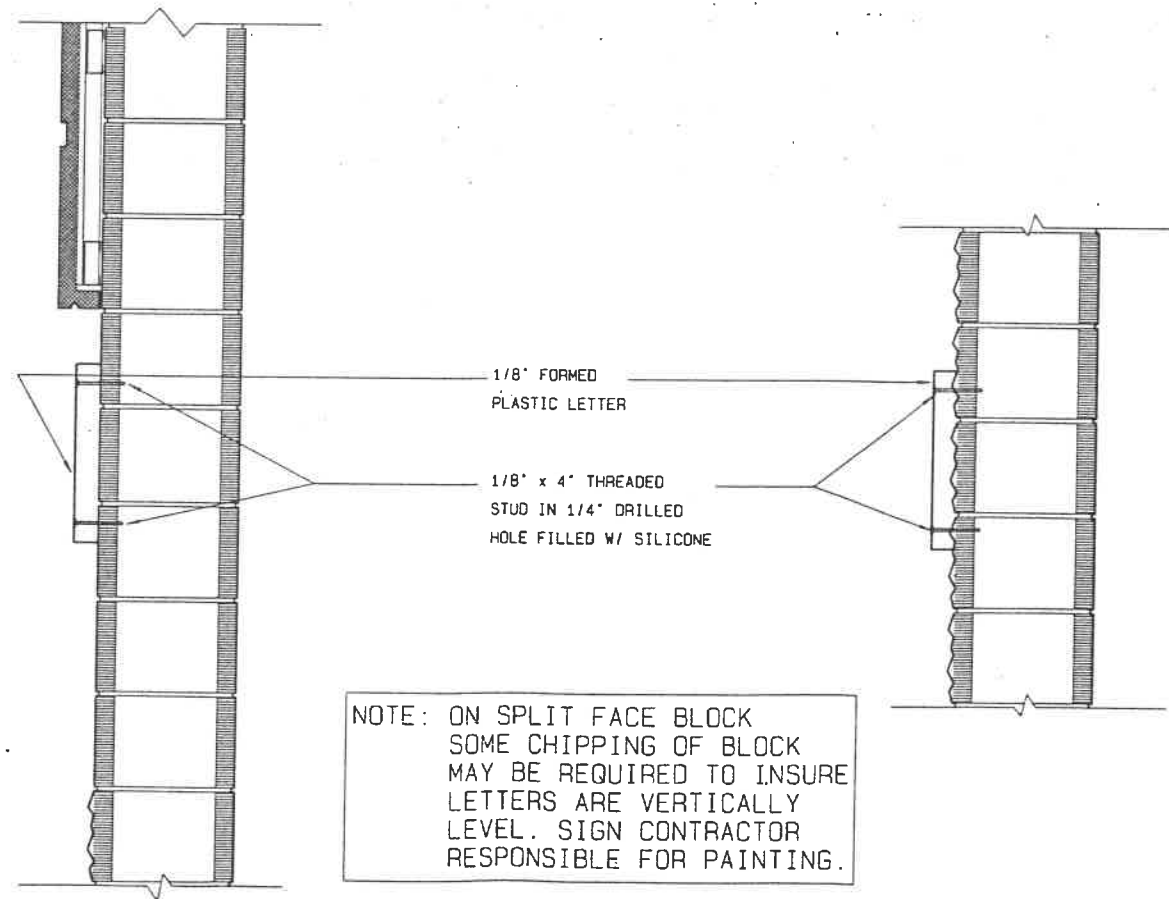 1/8" FORMED
PLASTIC LETTER
1/8" x 4" THREADED
STUD IN 1/4" DRILLED
HOLE FILLED W/ SILICONE
NOTE: ON SPLIT FACE BLOCK
SOME CHIPPING OF BLOCK
MAY BE REQUIRED TO INSURE
LETTERS ARE VERTICALLY
LEVEL. SIGN CONTRACTOR
RESPONSIBLE FOR PAINTING.